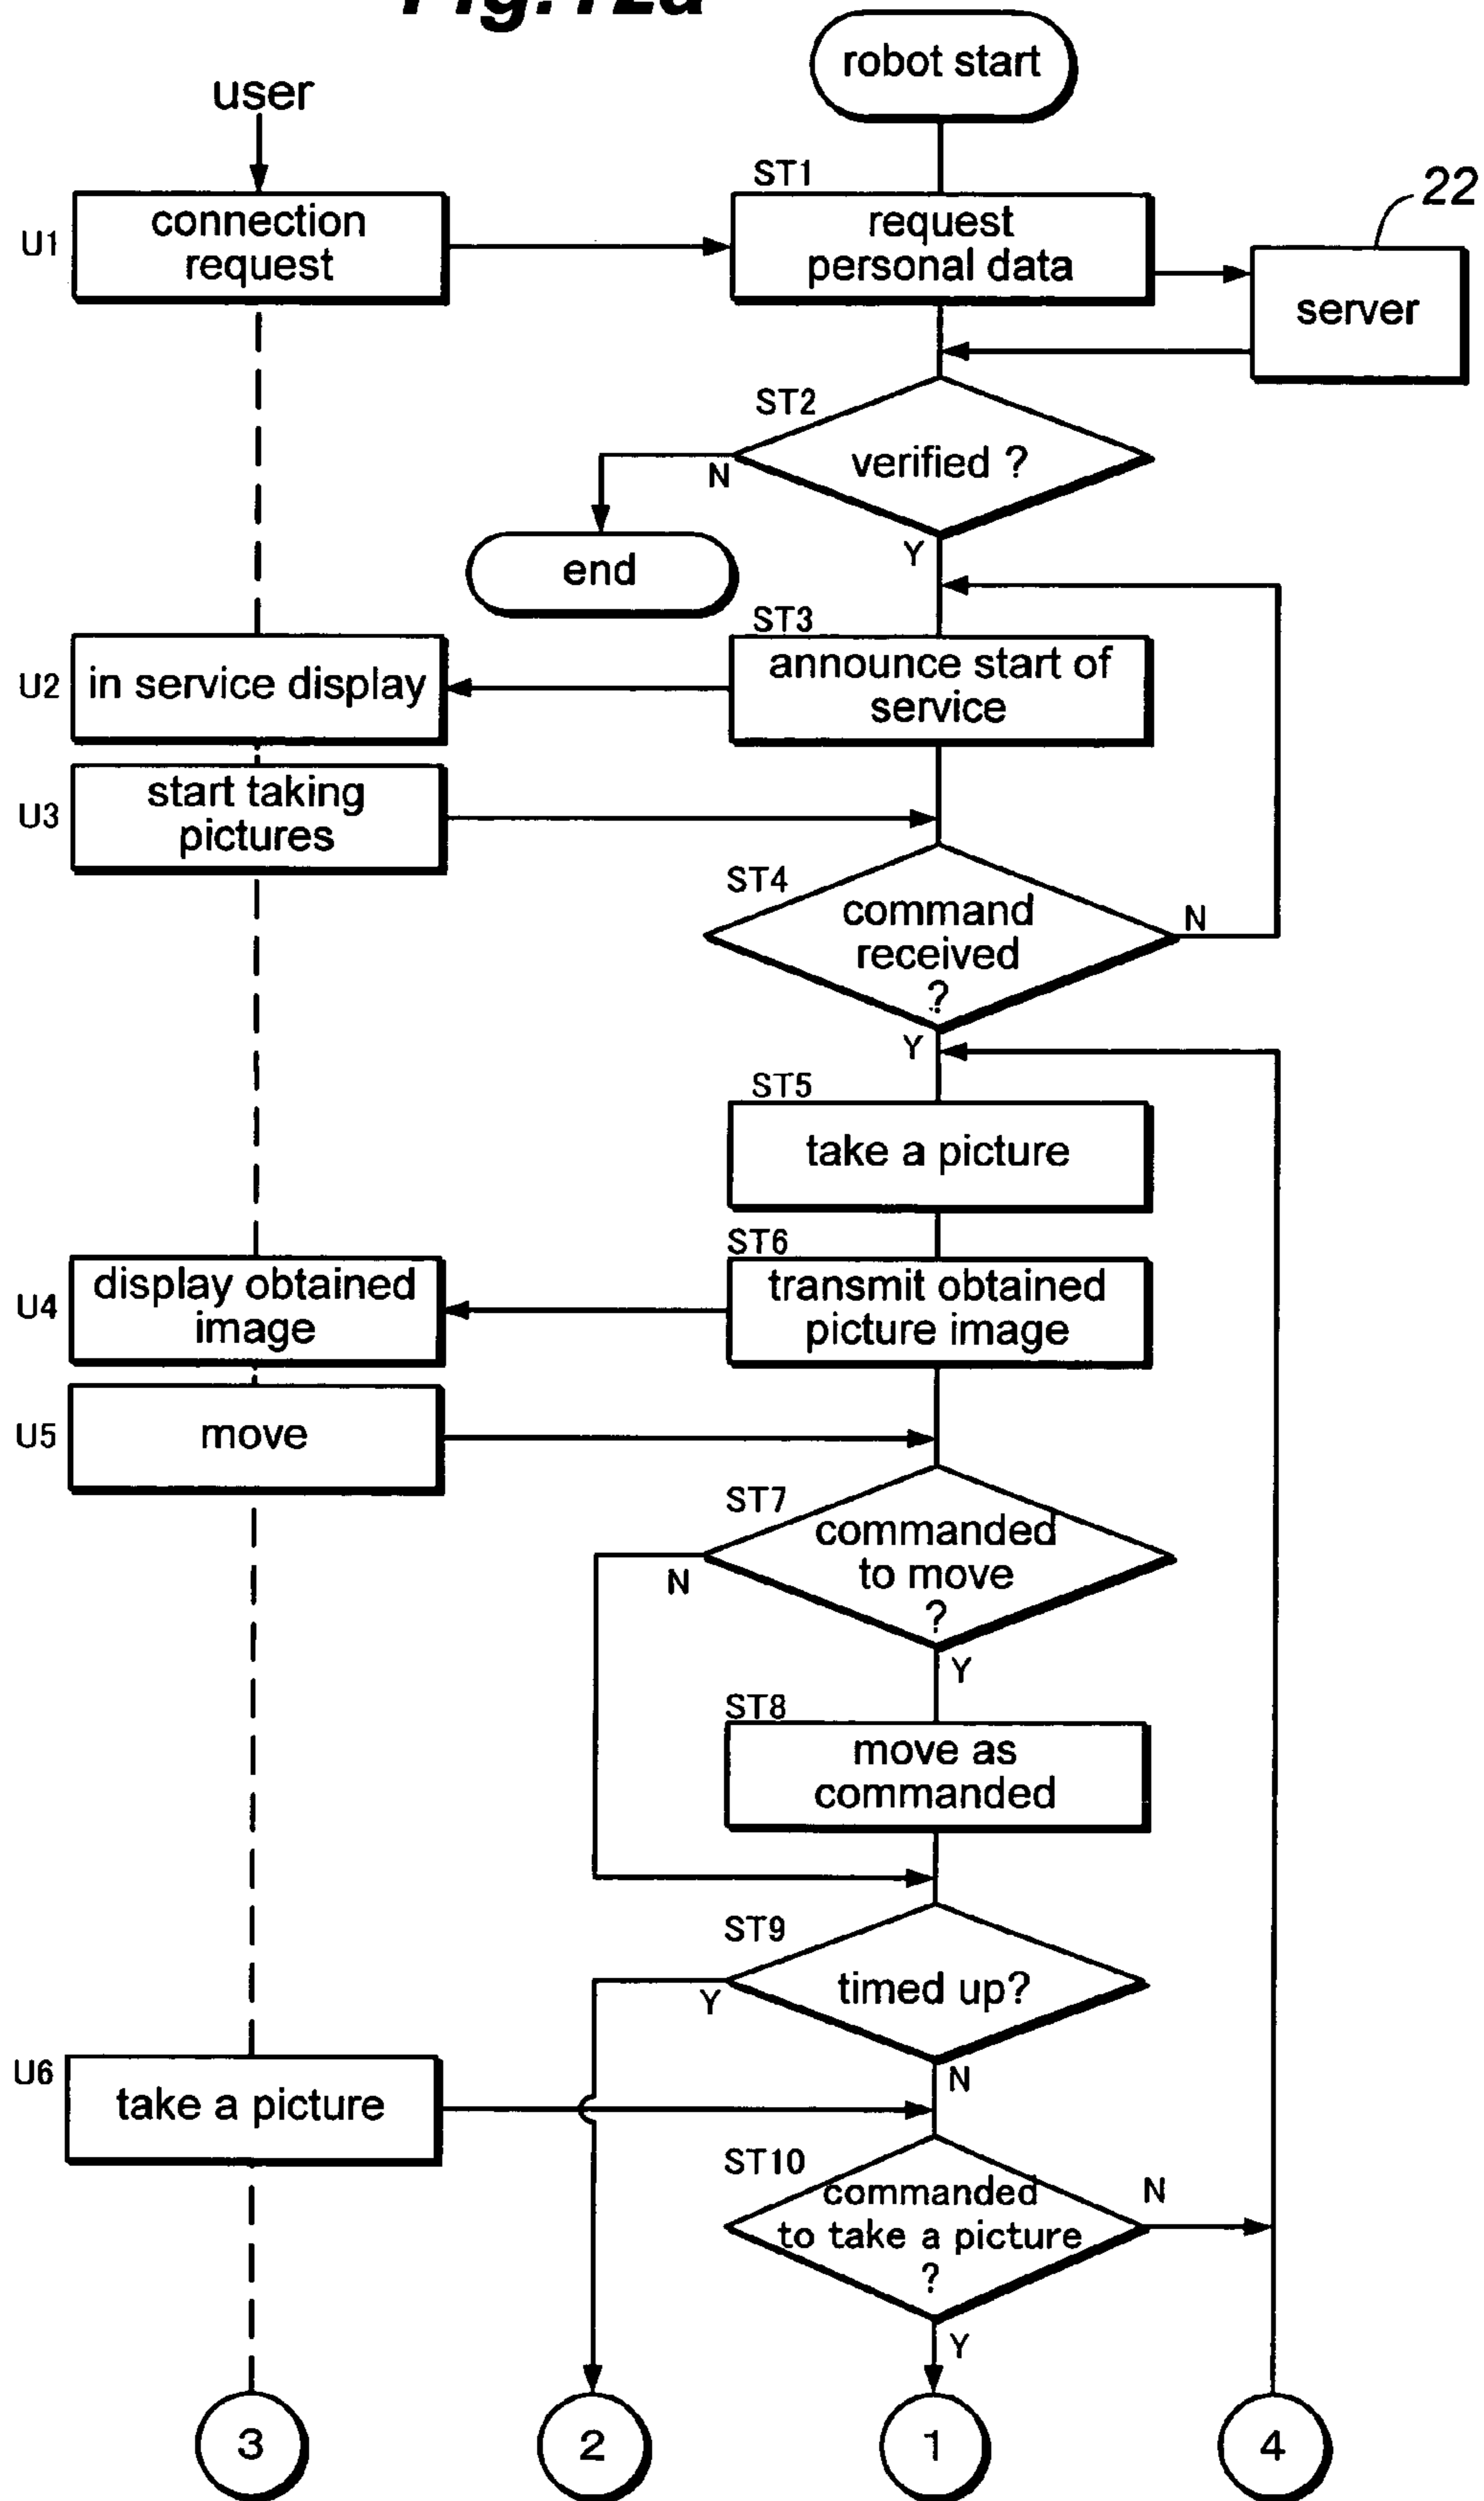 Fig.12a
robot start
user
ST1
22
U1
connection
request
request
personal data
server
ST2
verified ?
N
Y
end
ST3
U2
in service display
announce start of
service
U3
start taking
pictures
ST4
command
received
?
N
Y
ST5
take a picture
ST6
U4
display obtained
image
transmit obtained
picture image
U5
move
ST7
commanded
to move
?
N
Y
ST8
move as
commanded
ST9
timed up?
Y
N
U6
take a picture
ST10
commanded
to take a picture
?
N
Y
3
2
1
4